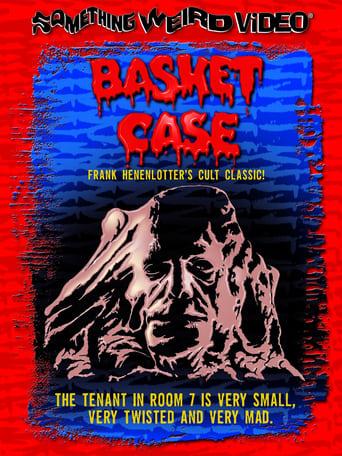 SOMETHING WEIRD VIDEO
BASKET
CASE
FRANK HENENLOTTER'S CULT CLASSIC!
THE TENANT IN ROOM 7 IS VERY SMALL,
VERY TWISTED AND VERY MAD.